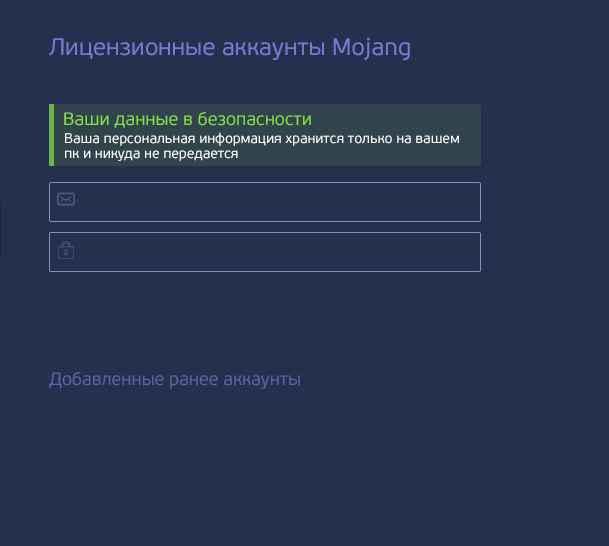 Лицензионные аккаунты Mojang
Ваши данные в безопасности
Ваша персональная информация хранится только на вашем
пк и никуда не передается
Добавленные ранее аккаунты